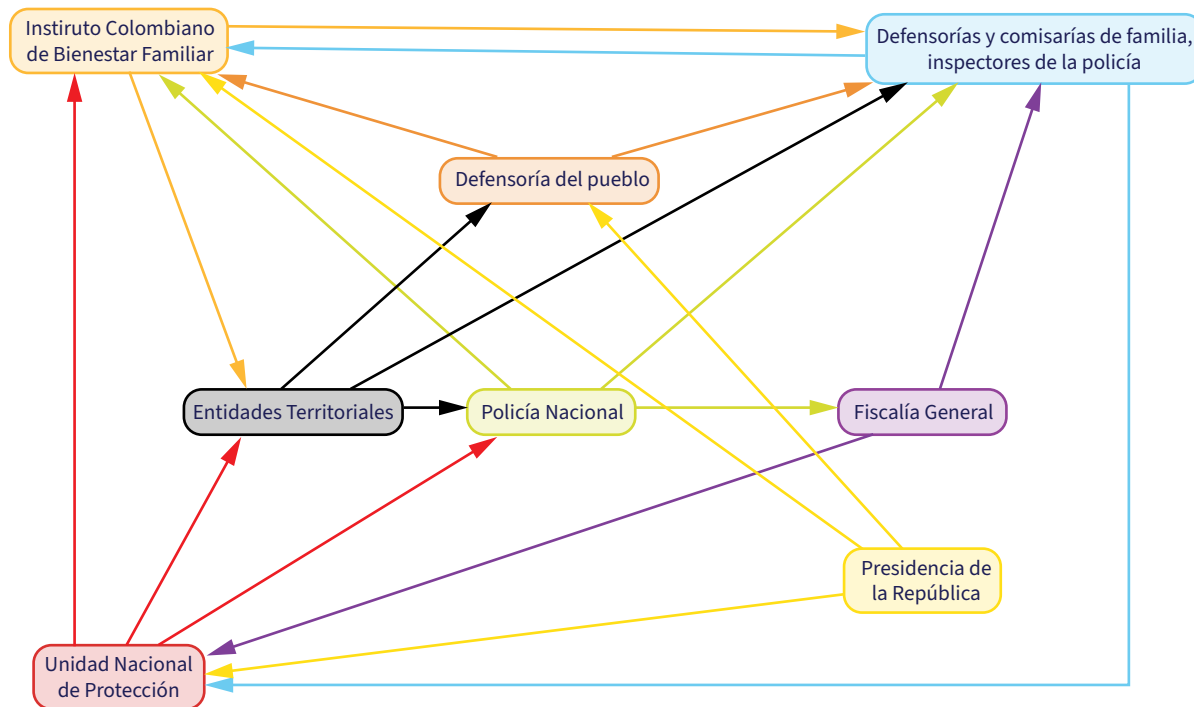 Instiruto Colombiano
de Bienestar Familiar
Defensorías y comisarías de familia,
inspectores de la policía
Defensoría del pueblo
Entidades Territoriales
Policía Nacional
Fiscalía General
Presidencia de
la República
Unidad Nacional
de Protección